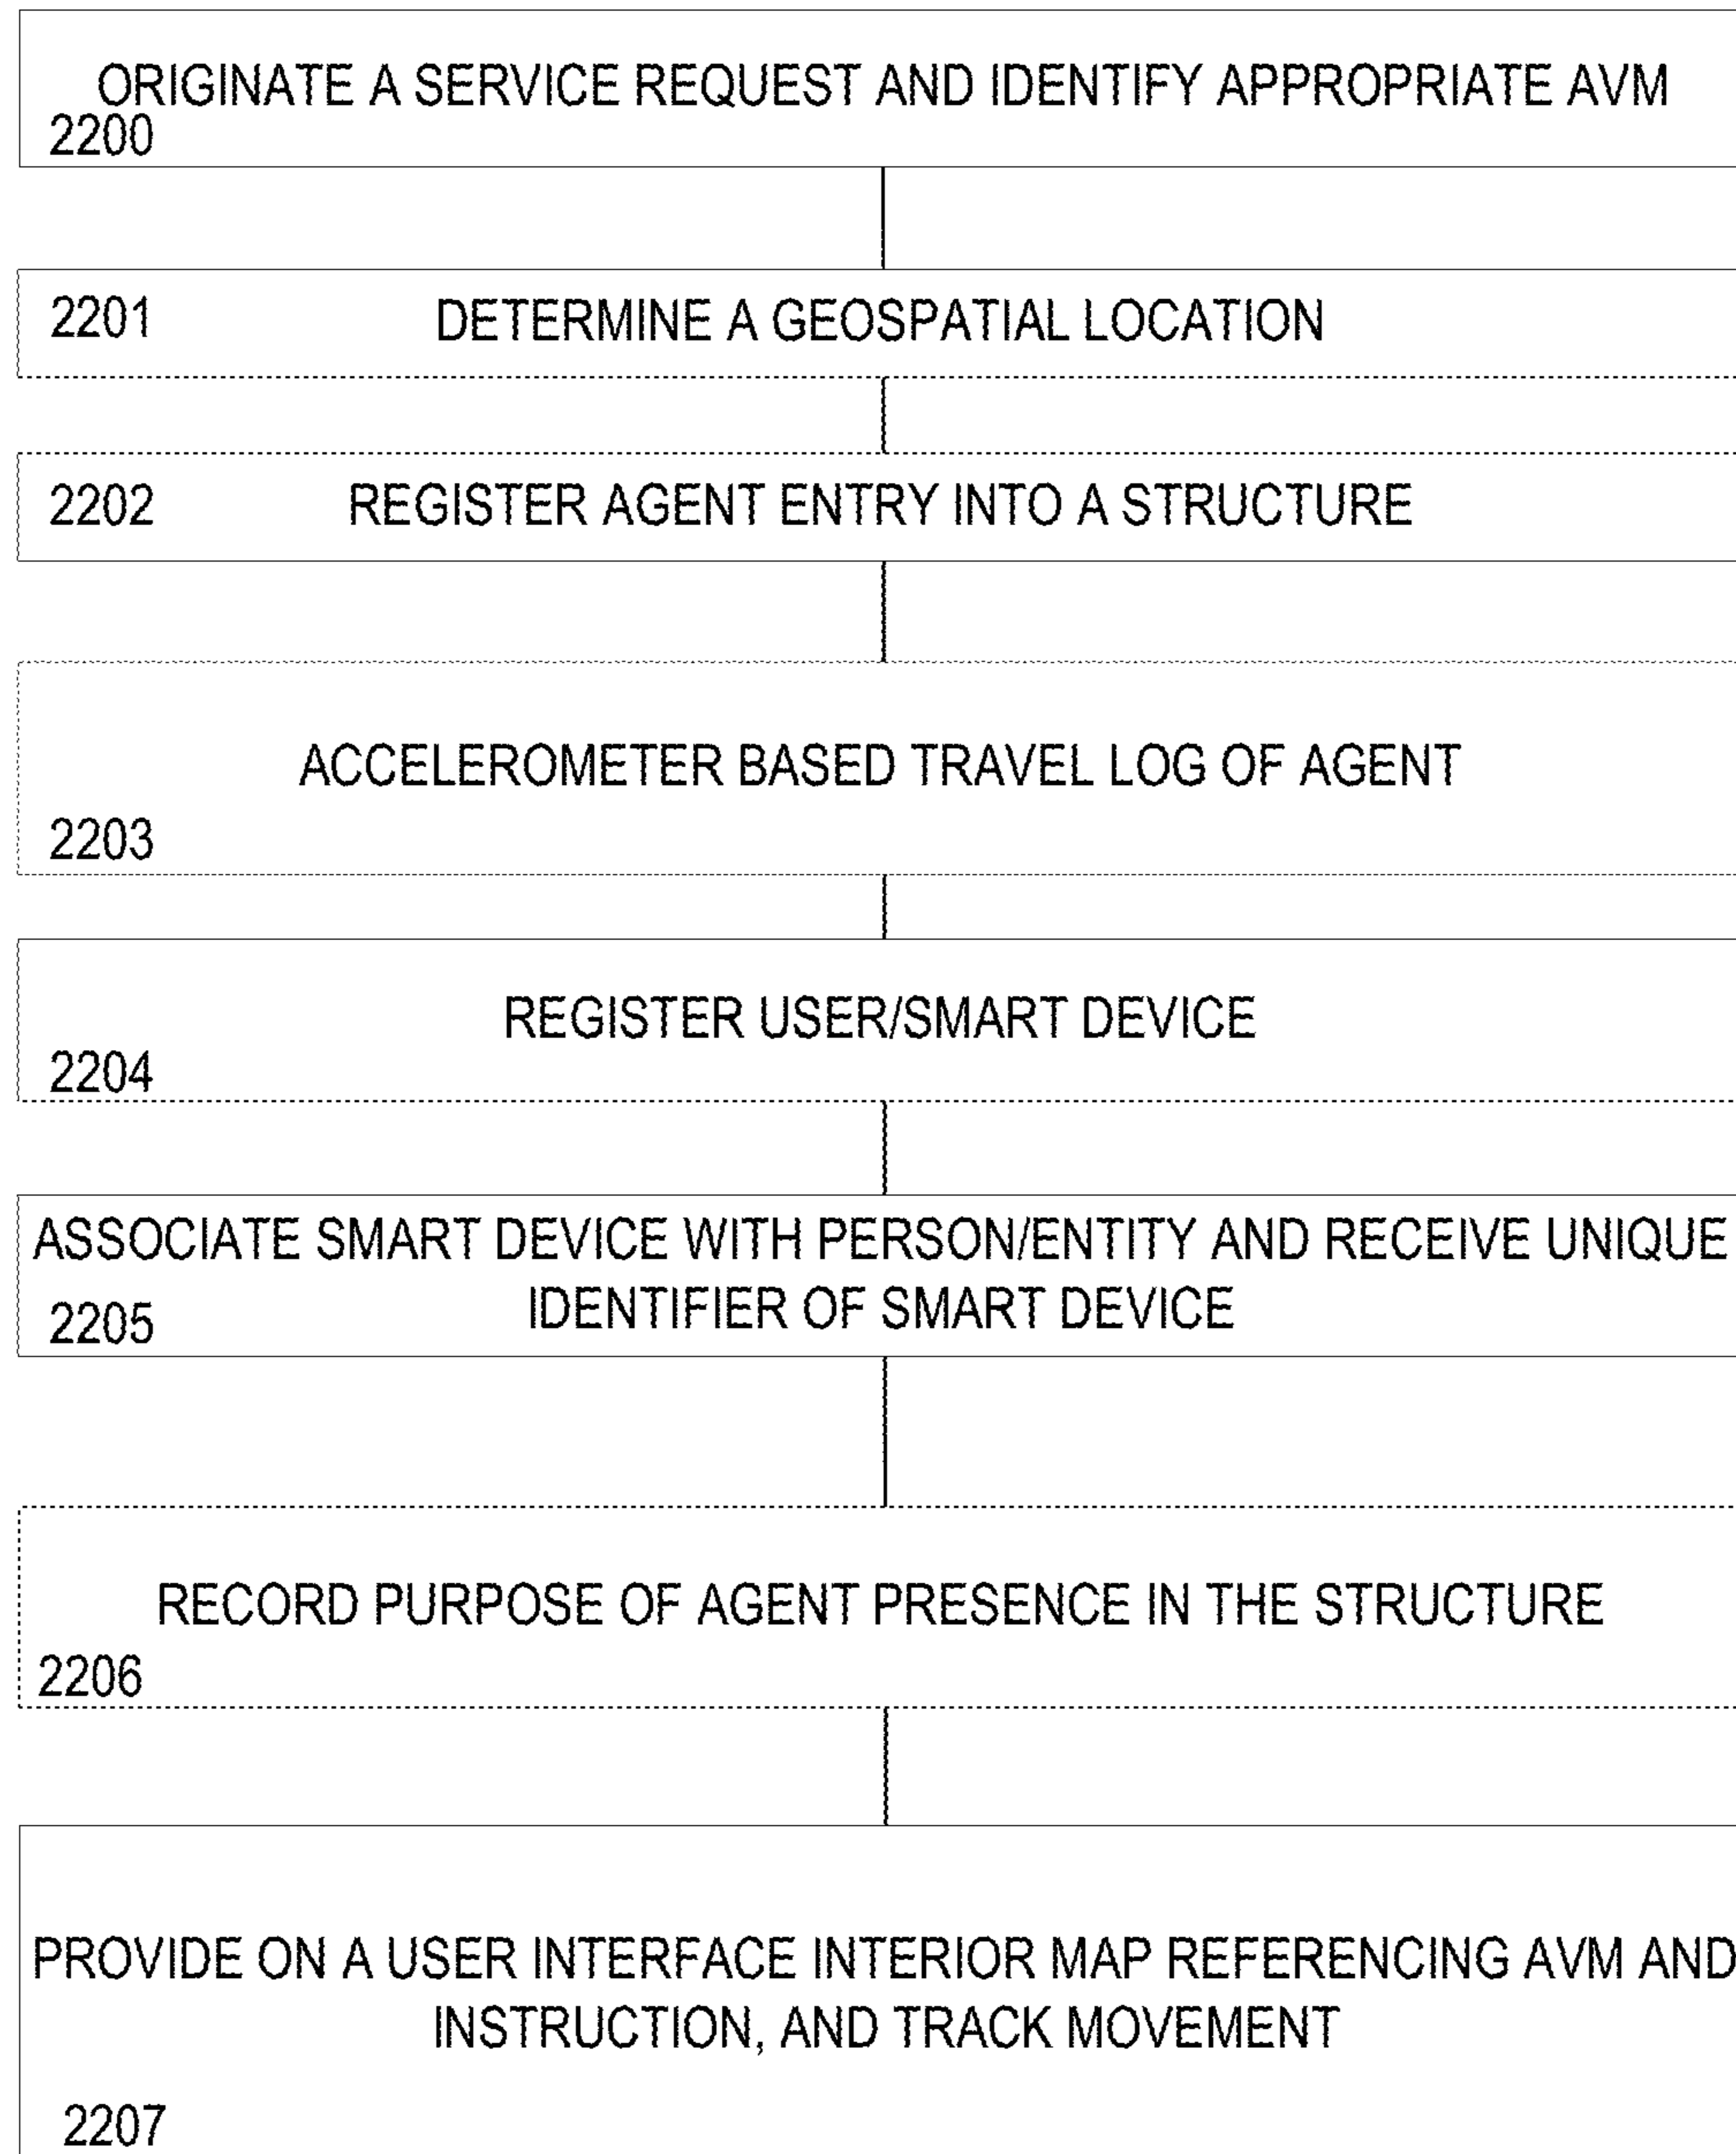 ORIGINATE A SERVICE REQUEST AND IDENTIFY APPROPRIATE AVM
2200
2201 DETERMINE A GEOSPATIAL LOCATION
2202 REGISTER AGENT ENTRY INTO A STRUCTURE
ACCELEROMETER BASED TRAVEL LOG OF AGENT
2203
REGISTER USER/SMART DEVICE
2204
ASSOCIATE SMART DEVICE WITH PERSON/ENTITY AND RECEIVE UNIQUE
IDENTIFIER OF SMART DEVICE
2205
RECORD PURPOSE OF AGENT PRESENCE IN THE STRUCTURE
2206
PROVIDE ON A USER INTERFACE INTERIOR MAP REFERENCING AVM AND
INSTRUCTION, AND TRACK MOVEMENT
2207